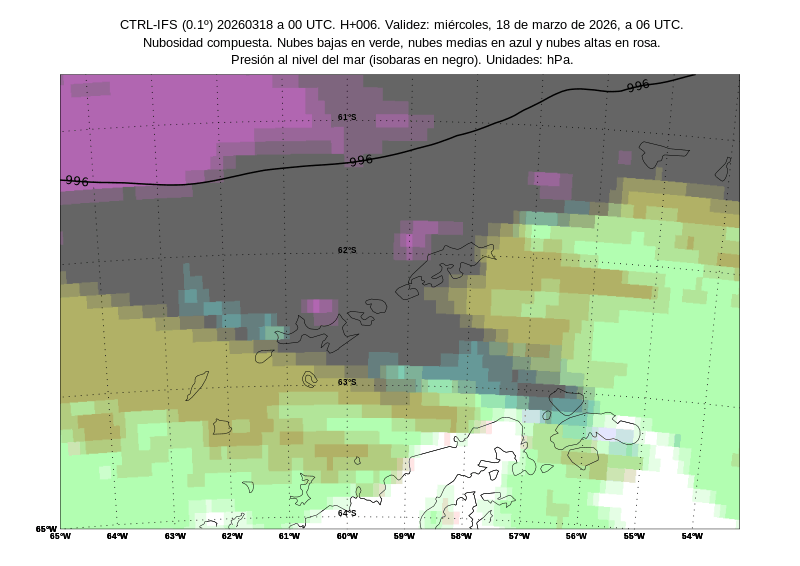 CTRL-IFS (0.1º) 20260318 a 00 UTC. H+006. Validez: miércoles, 18 de marzo de 2026, a 06 UTC.
Nubosidad compuesta. Nubes bajas en verde, nubes medias en azul y nubes altas en rosa.
Presión al nivel del mar (isobaras en negro). Unidades: hPa.
996
61°S
996
996
62°S
63°S
64°S
65°W
65°W 64°W 63°W 62°W 61°W 60°W 59°W 58°W 57°W 56°W 55°W 54°W